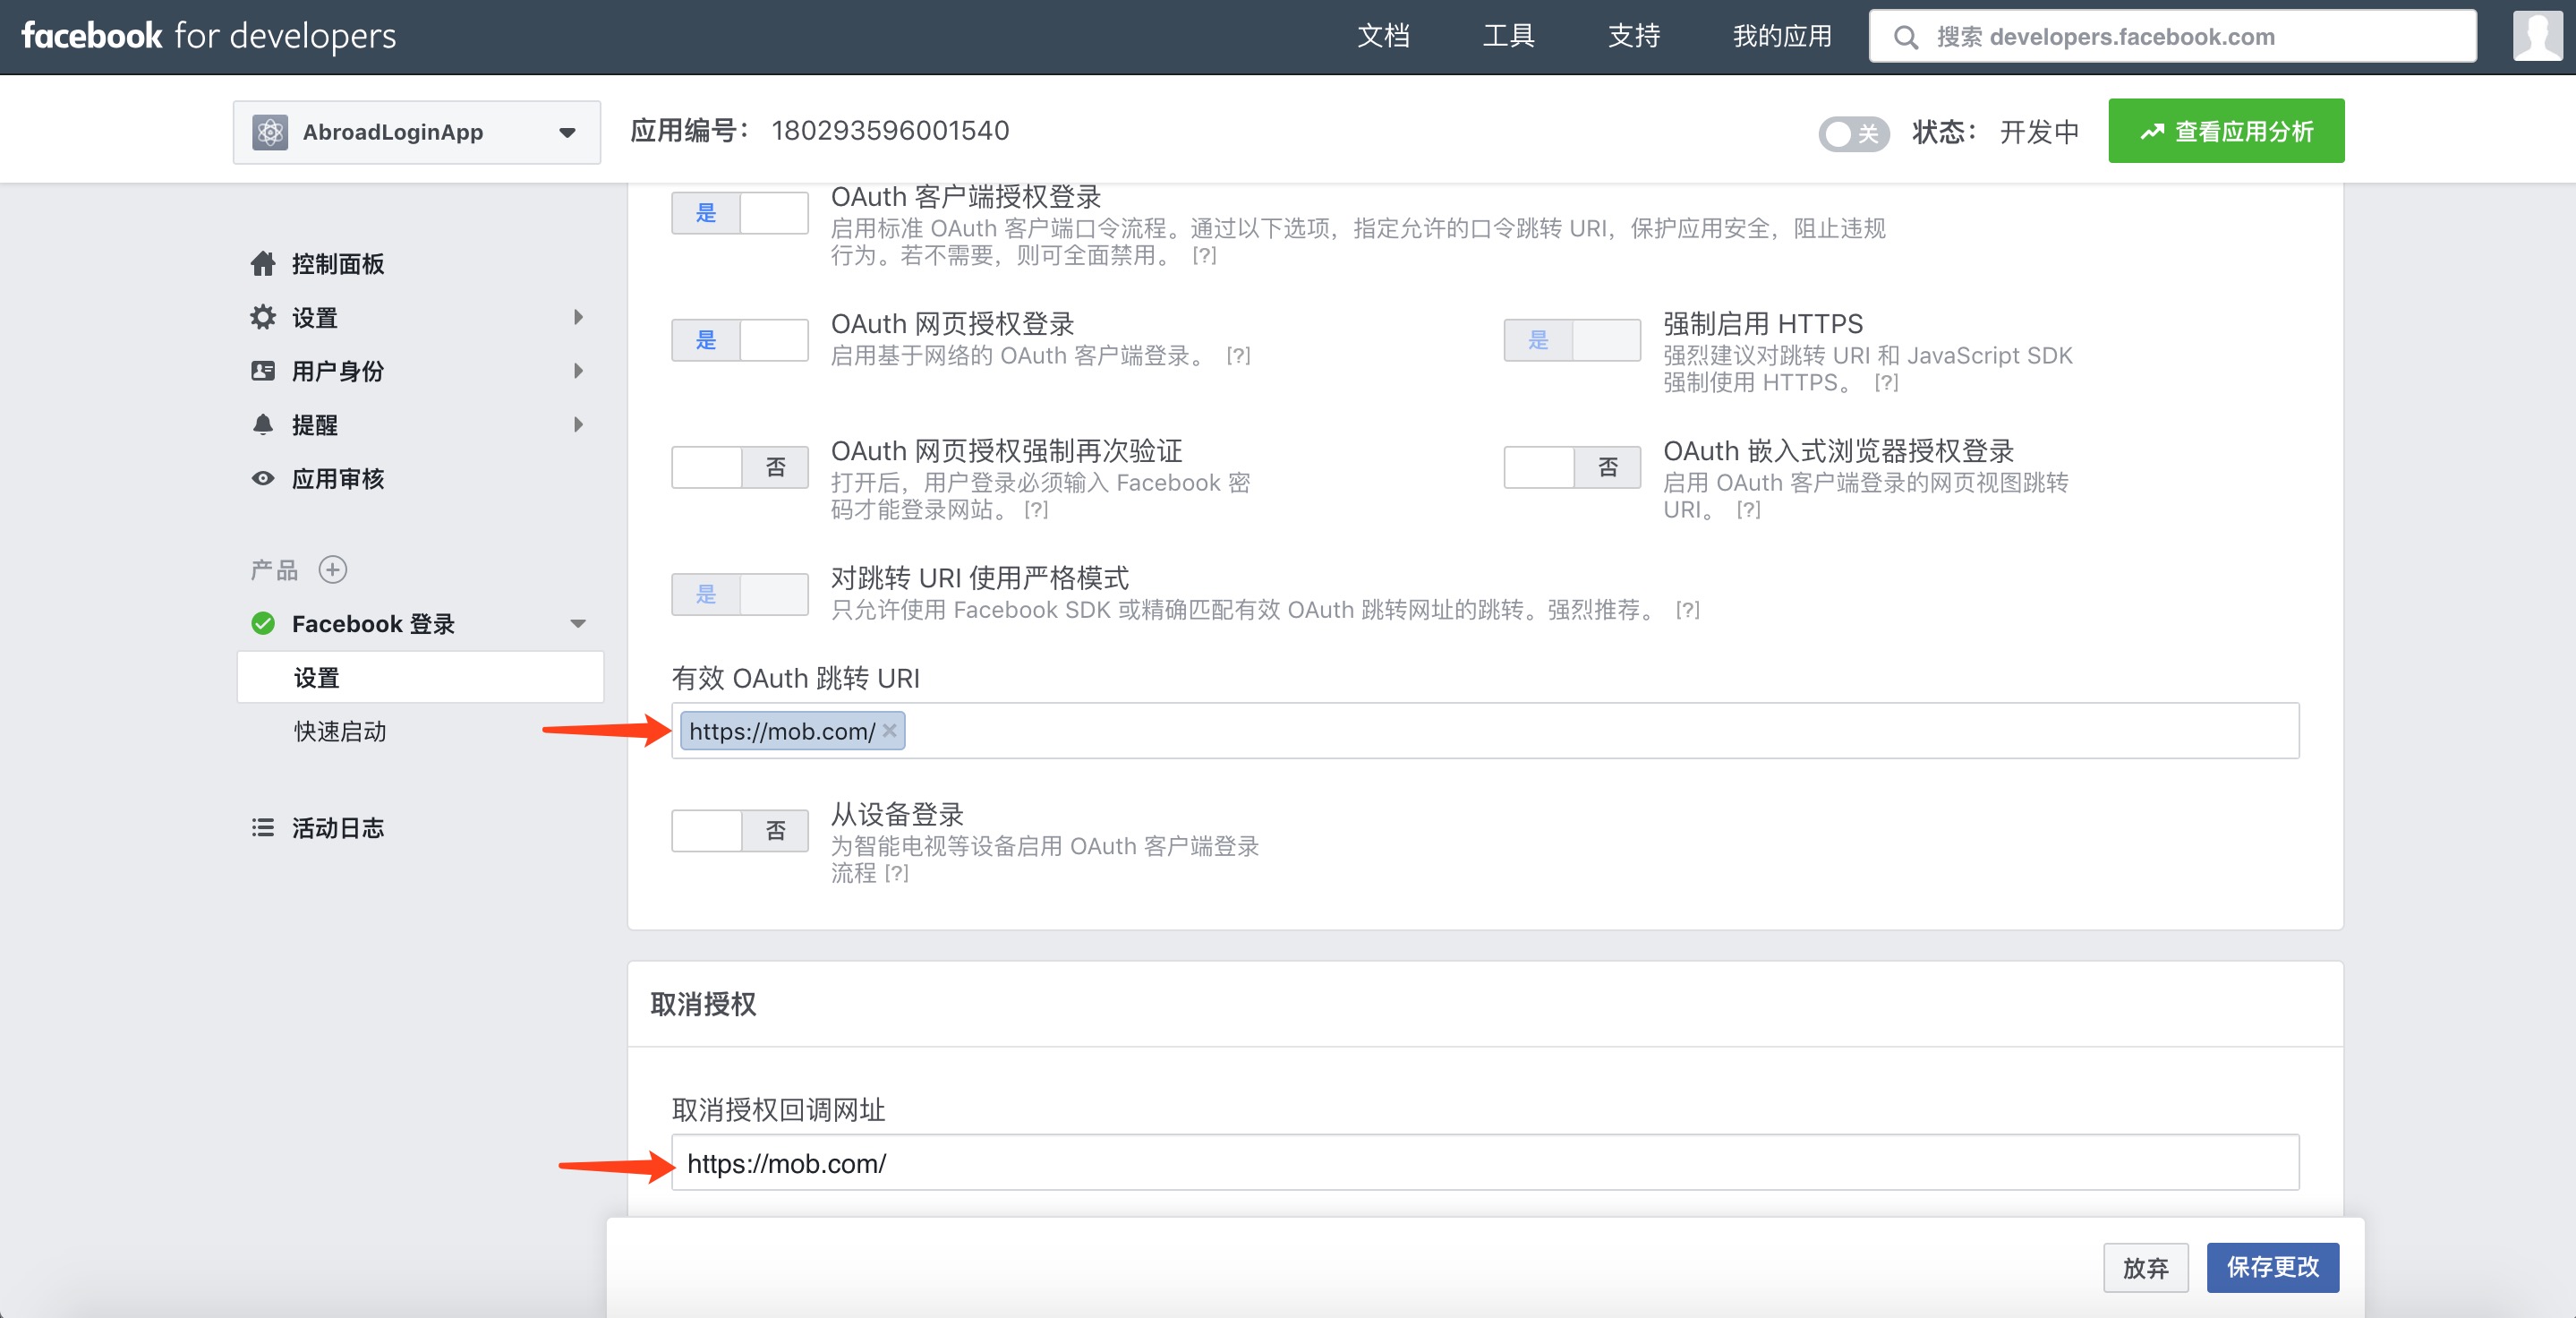 facebook for developers
文档
工具
支持
我的应用
搜索 developers.facebook.com
AbroadLoginApp
应用编号： 180293596001540
关
状态： 开发中
查看应用分析
控制面板
设置
用户身份
提醒
应用审核
产品
Facebook 登录
设置
快速启动
活动日志
是
OAuth 客户端授权登录
启用标准 OAuth 客户端口令流程。通过以下选项，指定允许的口令跳转 URI，保护应用安全，阻止违规
行为。若不需要，则可全面禁用。 [?]
是
OAuth 网页授权登录
启用基于网络的 OAuth 客户端登录。 [?]
是
强制启用 HTTPS
强烈建议对跳转 URI 和 JavaScript SDK
强制使用 HTTPS。 [?]
否
OAuth 网页授权强制再次验证
打开后，用户登录必须输入 Facebook 密
码才能登录网站。 [?]
否
OAuth 嵌入式浏览器授权登录
启用 OAuth 客户端登录的网页视图跳转
URI。 [?]
是
对跳转 URI 使用严格模式
只允许使用 Facebook SDK 或精确匹配有效 OAuth 跳转网址的跳转。强烈推荐。 [?]
有效 OAuth 跳转 URI
https://mob.com/
否
从设备登录
为智能电视等设备启用 OAuth 客户端登录
流程 [?]
取消授权
取消授权回调网址
https://mob.com/
放弃
保存更改